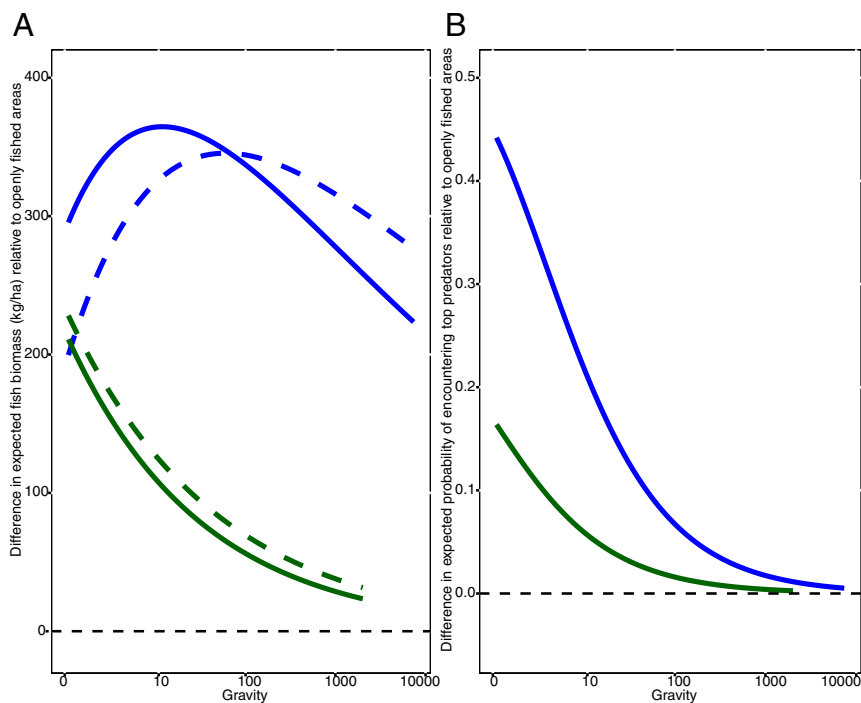 A
Difference in expected fish biomass (kg/ha) relative to openly fished areas
400
300
200
100
0
0 10 100 1000 10000
Gravity
B
Difference in expected probability of encountering top predators relative to openly fished areas
0.5
0.4
0.3
0.2
0.1
0.0
0 10 100 1000 10000
Gravity